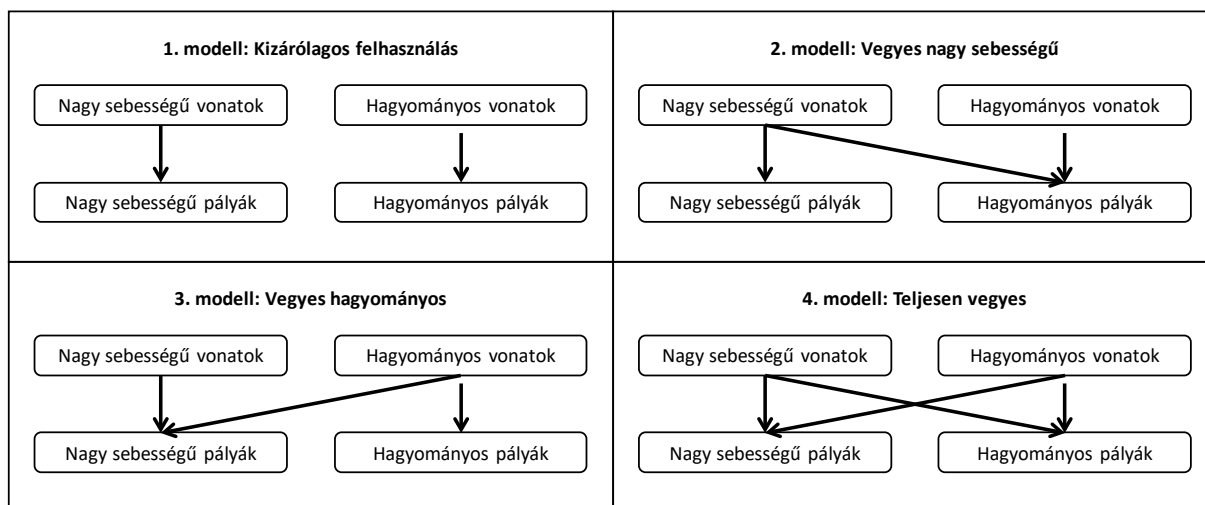 1. modell: Kizárólagos felhasználás
Nagy sebességű vonatok
Hagyományos vonatok
Nagy sebességű pályák
Hagyományos pályák
2. modell: Vegyes nagy sebességű
Nagy sebességű vonatok
Hagyományos vonatok
Nagy sebességű pályák
Hagyományos pályák
3. modell: Vegyes hagyományos
Nagy sebességű vonatok
Hagyományos vonatok
Nagy sebességű pályák
Hagyományos pályák
4. modell: Teljesen vegyes
Nagy sebességű vonatok
Hagyományos vonatok
Nagy sebességű pályák
Hagyományos pályák